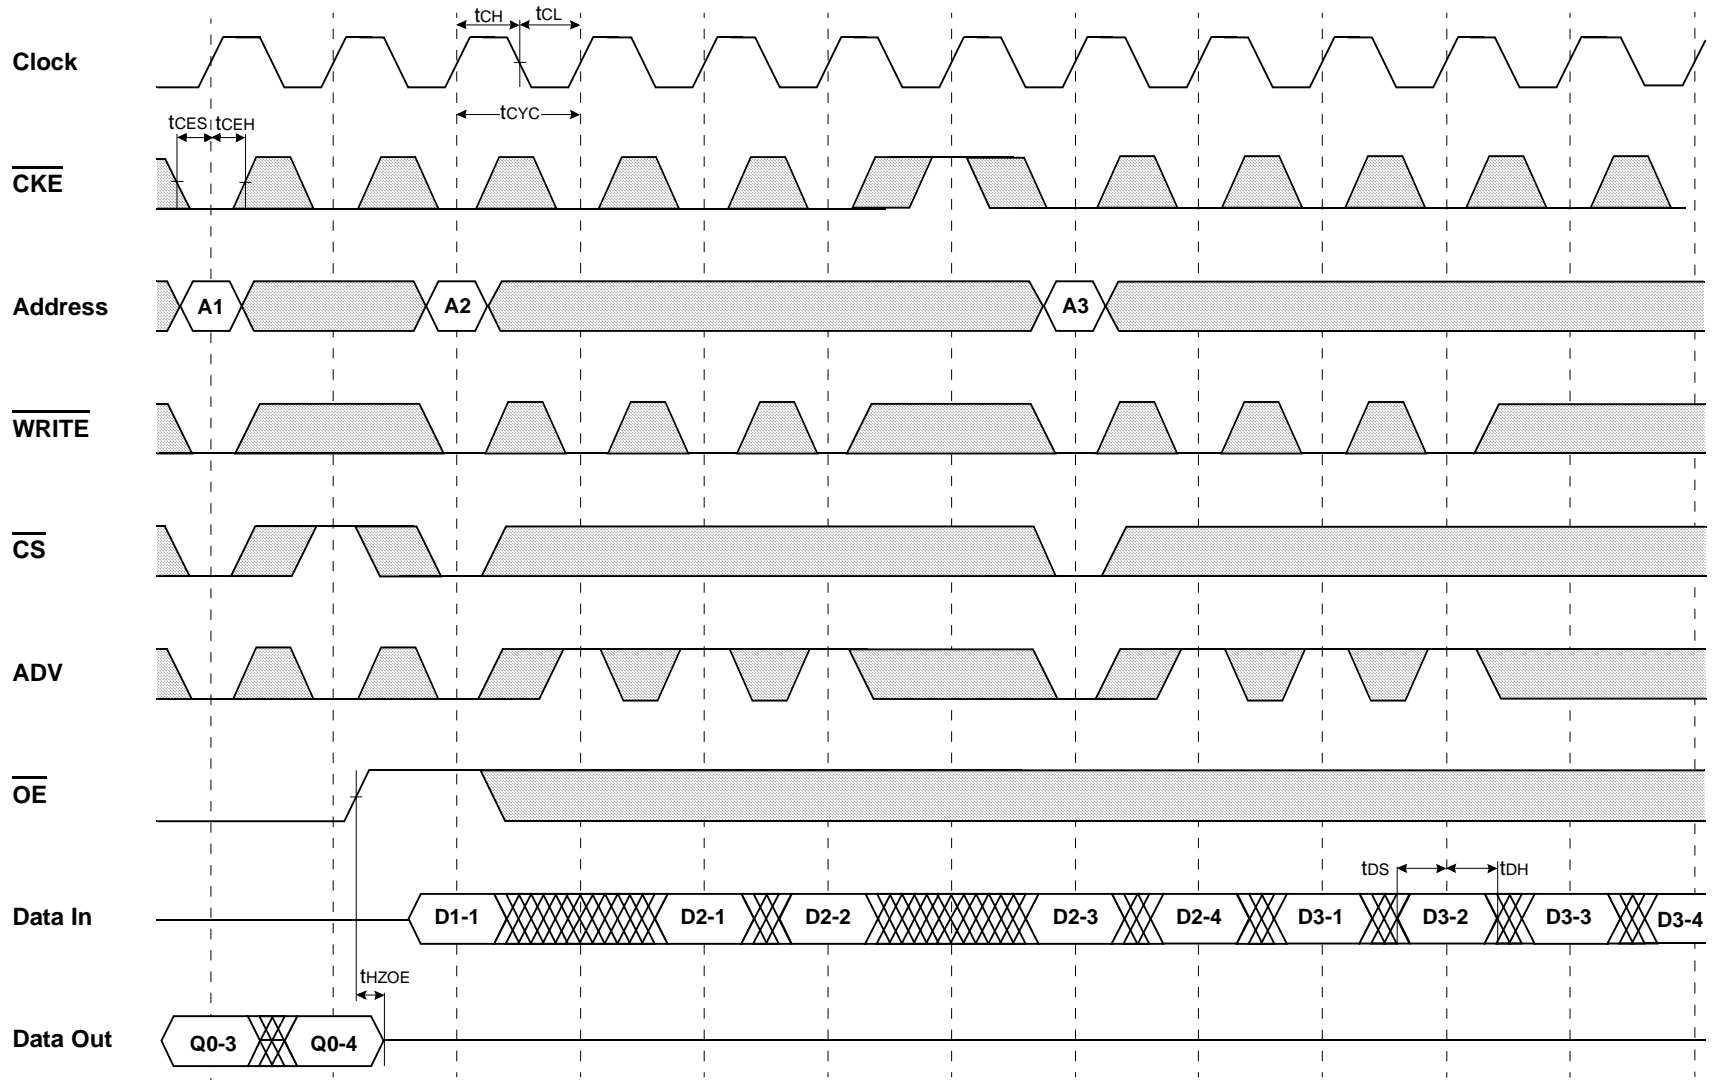 tCH tCL
Clock
tCYC
tCES tCEH
CKE
Address A1 A2 A3
WRITE
CS
ADV
OE
tDS tDH
Data In D1-1 D2-1 D2-2 D2-3 D2-4 D3-1 D3-2 D3-3 D3-4
tHZOE
Data Out Q0-3 Q0-4